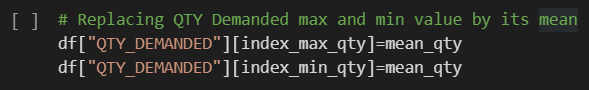 [ ] # Replacing QTY Demanded max and min value by its mean
df["QTY_DEMANDED"][index_max_qty]=mean_qty
df["QTY_DEMANDED"][index_min_qty]=mean_qty